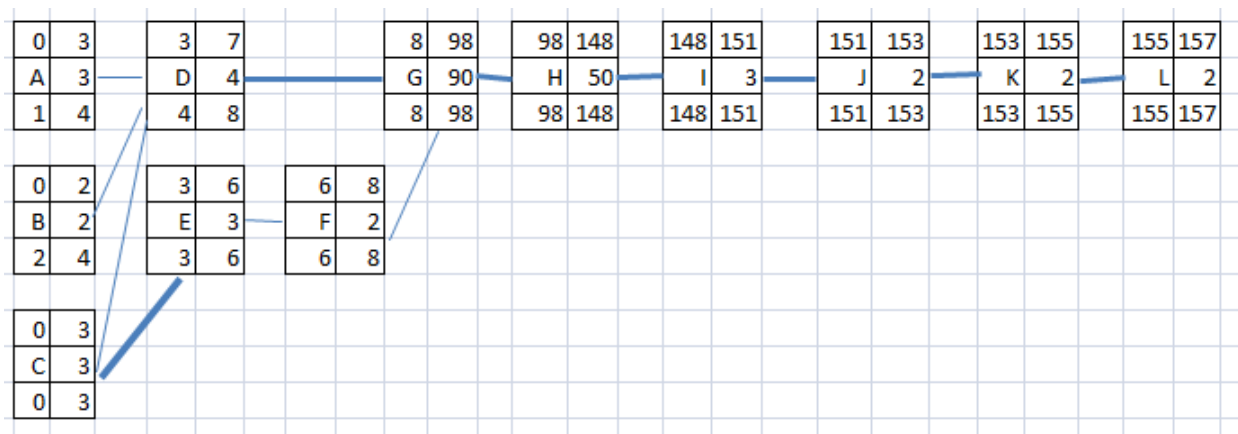 0 3 3 7 8 98 98 148 148 151 151 153 153 155 155 157
A 3 D 4 G 90 H 50 I 3 J 2 K 2 L 2
1 4 4 8 8 98 98 148 148 151 151 153 153 155 155 157
0 2 3 6 6 8
B 2 E 3 F 2
2 4 3 6 6 8
0 3
C 3
0 3